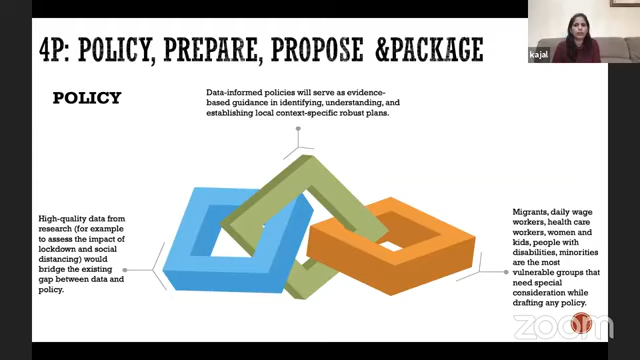 4P: POLICY, PREPARE, PROPOSE &PACKAGE
kajal
POLICY
Data-informed policies will serve as evidence-
based guidance in identifying, understanding, and
establishing local context-specific robust plans.
High-quality data from
research (for example
to assess the impact of
lockdown and social
distancing) would
bridge the existing
gap between data and
policy.
Migrants, daily wage
workers, health care
workers, women and
kids, people with
disabilities, minorities
are the most
vulnerable groups that
need special
consideration while
drafting any policy.
zoom